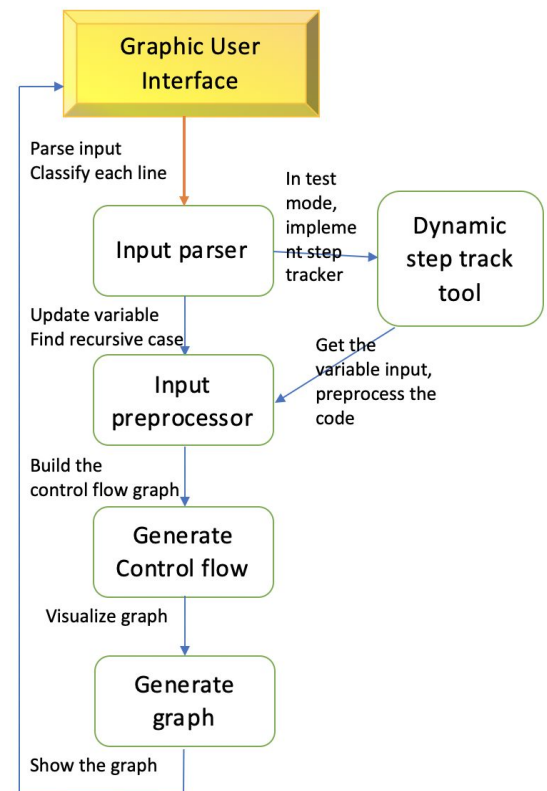 Graphic User
Interface
Parse input
Classify each line
In test
mode,
impleme
nt step
tracker
Input parser
Dynamic
step track
tool
Update variable
Find recursive case
Get the
variable input,
preprocess the
code
Input
preprocessor
Build the
control flow graph
Generate
Control flow
Visualize graph
Generate
graph
Show the graph